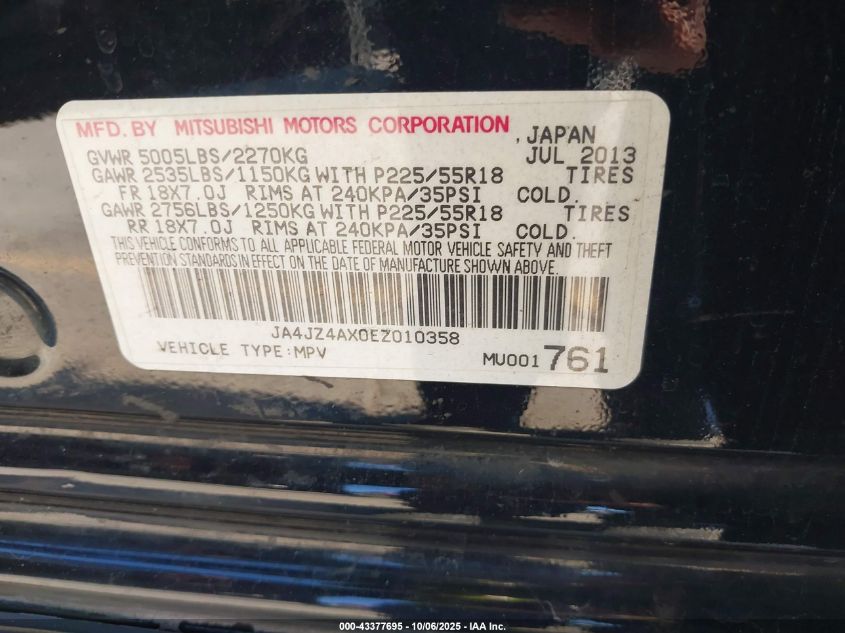 MFD. BY MITSUBISHI MOTORS CORPORATION, JAPAN
GVWR 5005LBS/2270KG JUL 2013
GAWR 2535LBS/1150KG WITH P225/55R18 TIRES
FR 18X7.0J RIMS AT 240KPA/35PSI COLD.
GAWR 2756LBS/1250KG WITH P225/55R18 TIRES
RR 18X7.0J RIMS AT 240KPA/35PSI COLD.
THIS VEHICLE CONFORMS TO ALL APPLICABLE FEDERAL MOTOR VEHICLE SAFETY AND THEFT
PREVENTION STANDARDS IN EFFECT ON THE DATE OF MANUFACTURE SHOWN ABOVE.
JA4JZ4AX0EZ010358
VEHICLE TYPE:MPV MU001 761
000-43377695 - 10/06/2025 - IAA Inc.